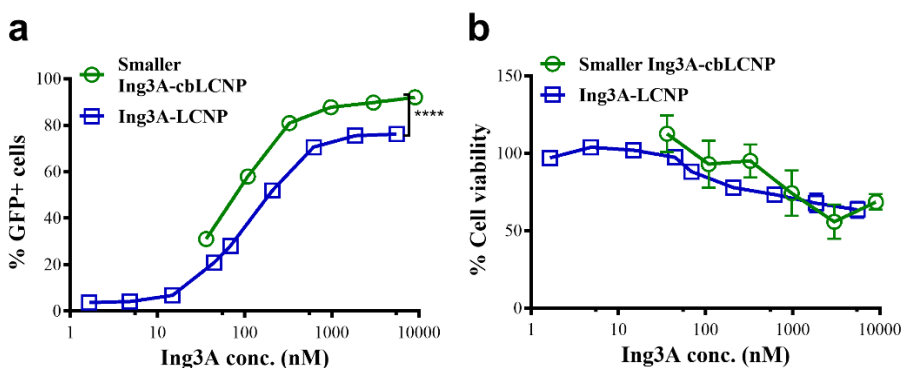 a
Smaller
Ing3A-cbLCNP
Ing3A-LCNP
****
% GFP+ cells
100
80
60
40
20
0
1
10
100
1000
10000
Ing3A conc. (nM)
b
Smaller Ing3A-cbLCNP
Ing3A-LCNP
% Cell viability
150
100
50
0
1
10
100
1000
10000
Ing3A conc. (nM)